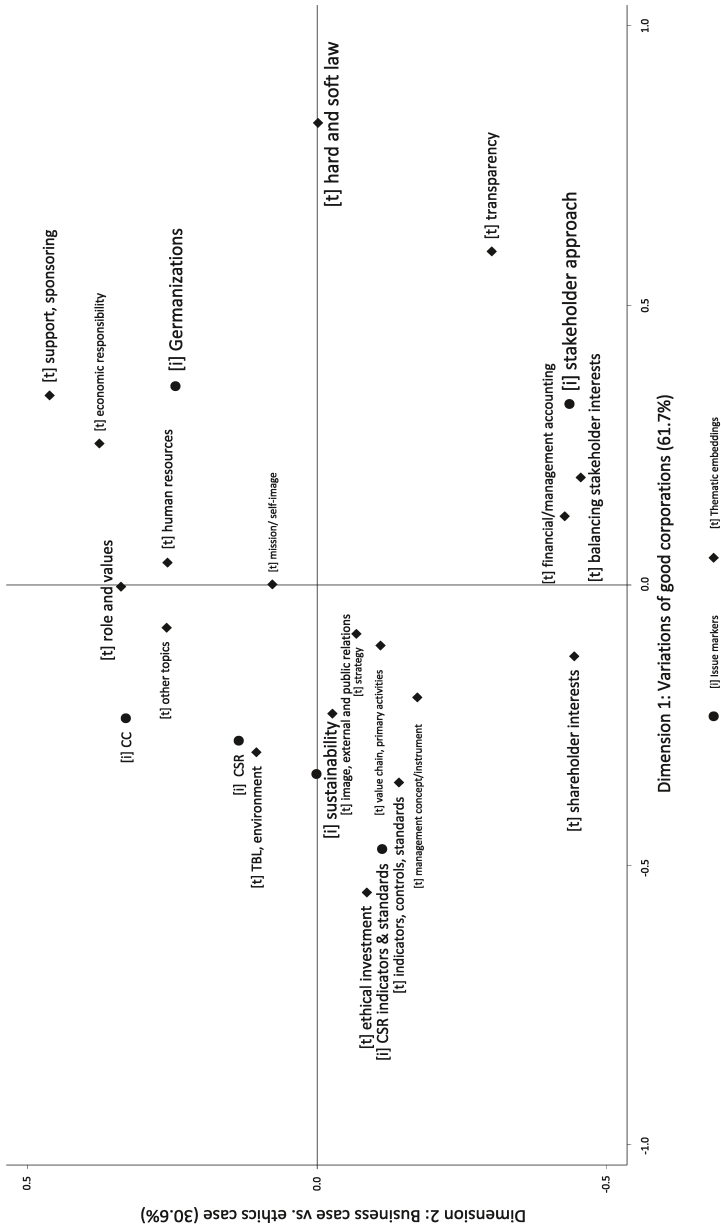 0.5
0.0
-0.5
Dimension 2: Business case vs. ethics case (30.6%)
[t] support, sponsoring
[t] economic responsibility
[i] Germanizations
[t] human resources
[t] role and values
[t] other topics
[i] CC
[t] mission/ self-image
[i] CSR
[t] TBL, environment
[t] hard and soft law
[i] sustainability
[t] image, external and public relations
[t] strategy
[t] value chain, primary activities
[t] ethical investment
[i] CSR indicators & standards
[t] indicators, controls, standards
[t] management concept/instrument
[t] transparency
[t] financial/management accounting
[i] stakeholder approach
[t] balancing stakeholder interests
[t] shareholder interests
-1.0
-0.5
0.0
0.5
1.0
Dimension 1: Variations of good corporations (61.7%)
[i] Issue markers
[t] Thematic embeddings